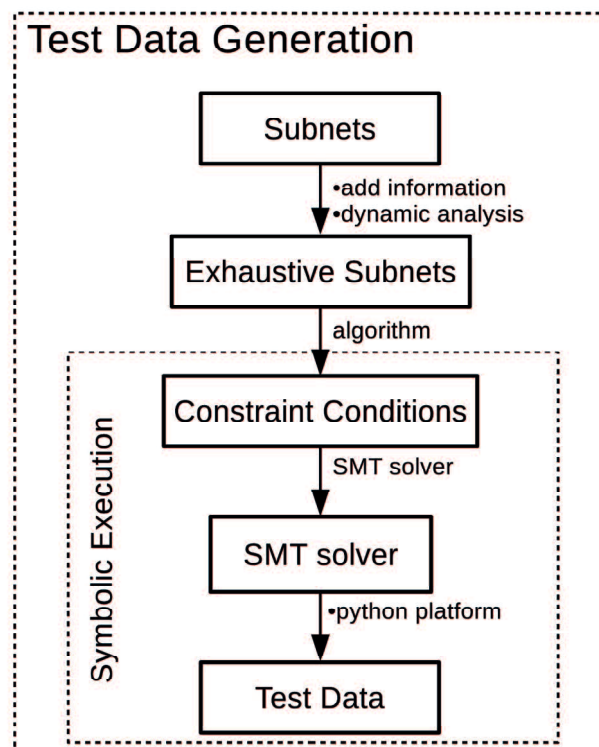 Test Data Generation
Subnets
•add information
•dynamic analysis
Exhaustive Subnets
algorithm
Symbolic Execution
Constraint Conditions
SMT solver
SMT solver
•python platform
Test Data